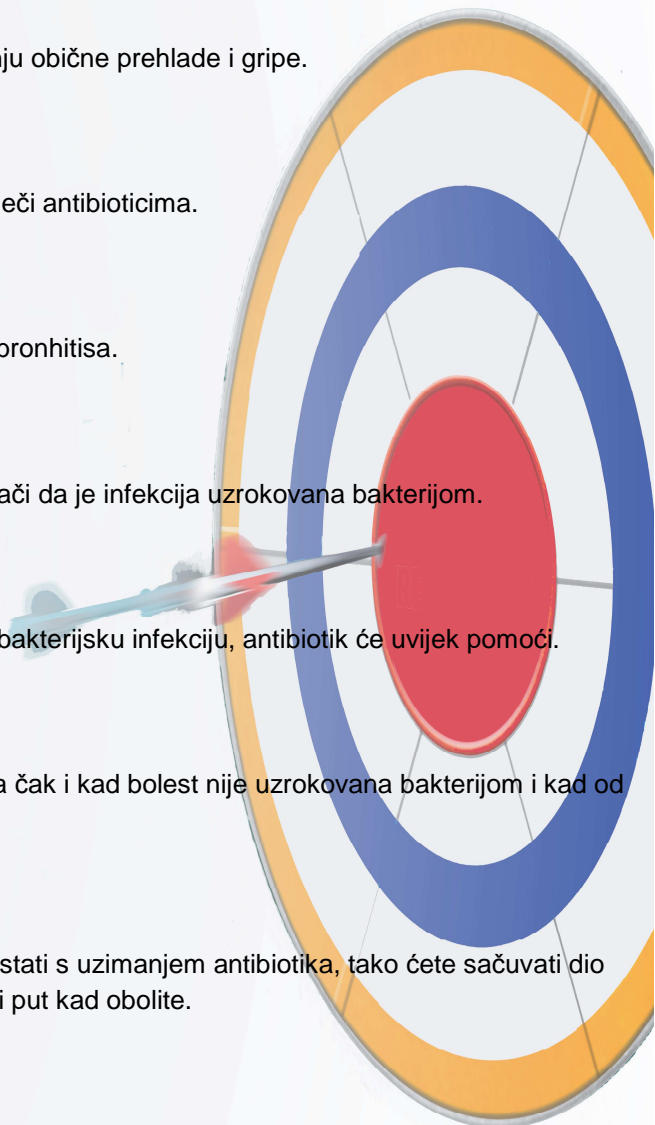 nju obične prehlade i gripe.
eči antibioticima.
bronhitisa.
ači da je infekcija uzrokovana bakterijom.
bakterijsku infekciju, antibiotik će uvijek pomoći.
a čak i kad bolest nije uzrokovana bakterijom i kad od
stati s uzimanjem antibiotika, tako ćete sačuvati dio
i put kad obolite.